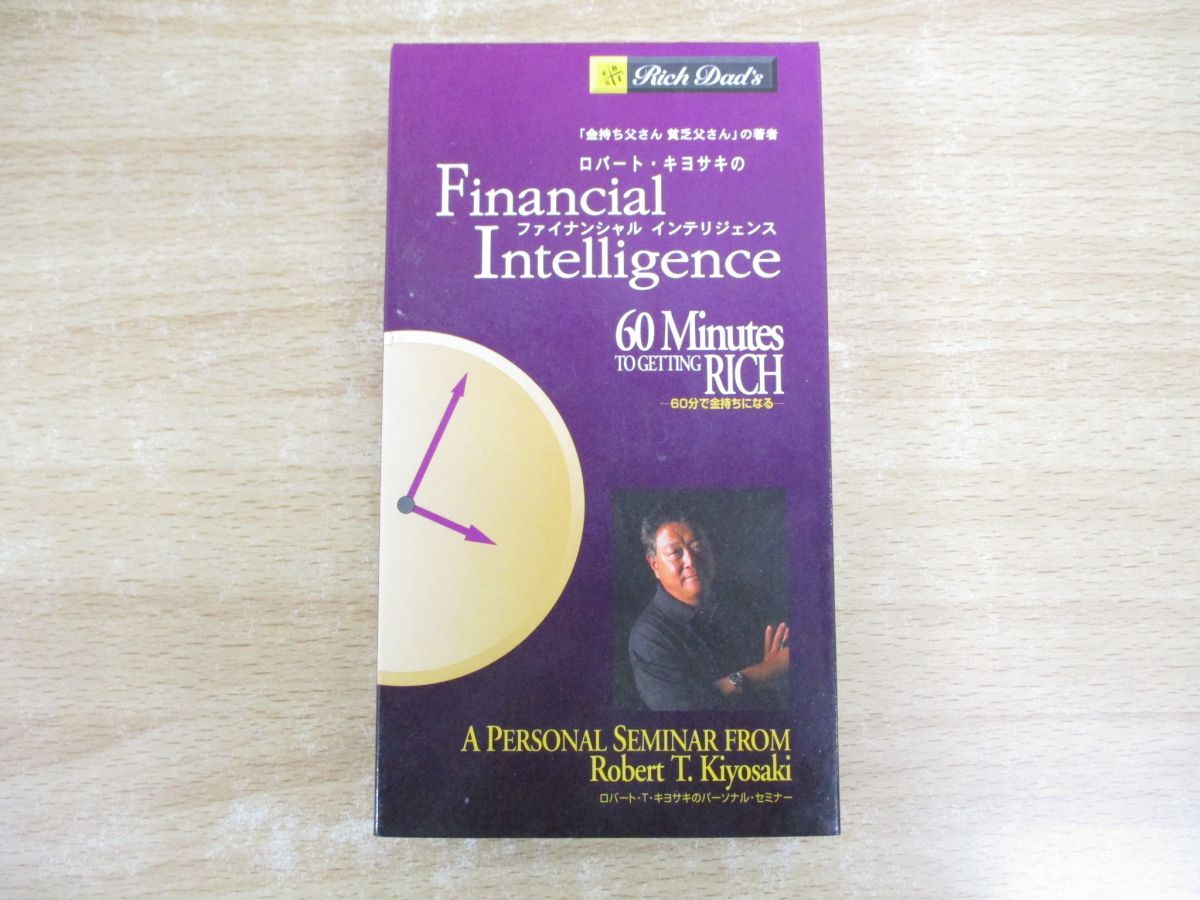 E B S I Rich Dad's
「金持ち父さん 貧乏父さん」の著者
ロバート・キヨサキの
Financial
ファイナンシャル インテリジェンス
Intelligence
60 Minutes
TO GETTING RICH
―60分で金持ちになる―
A PERSONAL SEMINAR FROM
Robert T. Kiyosaki
ロバート・T・キヨサキのパーソナル・セミナー